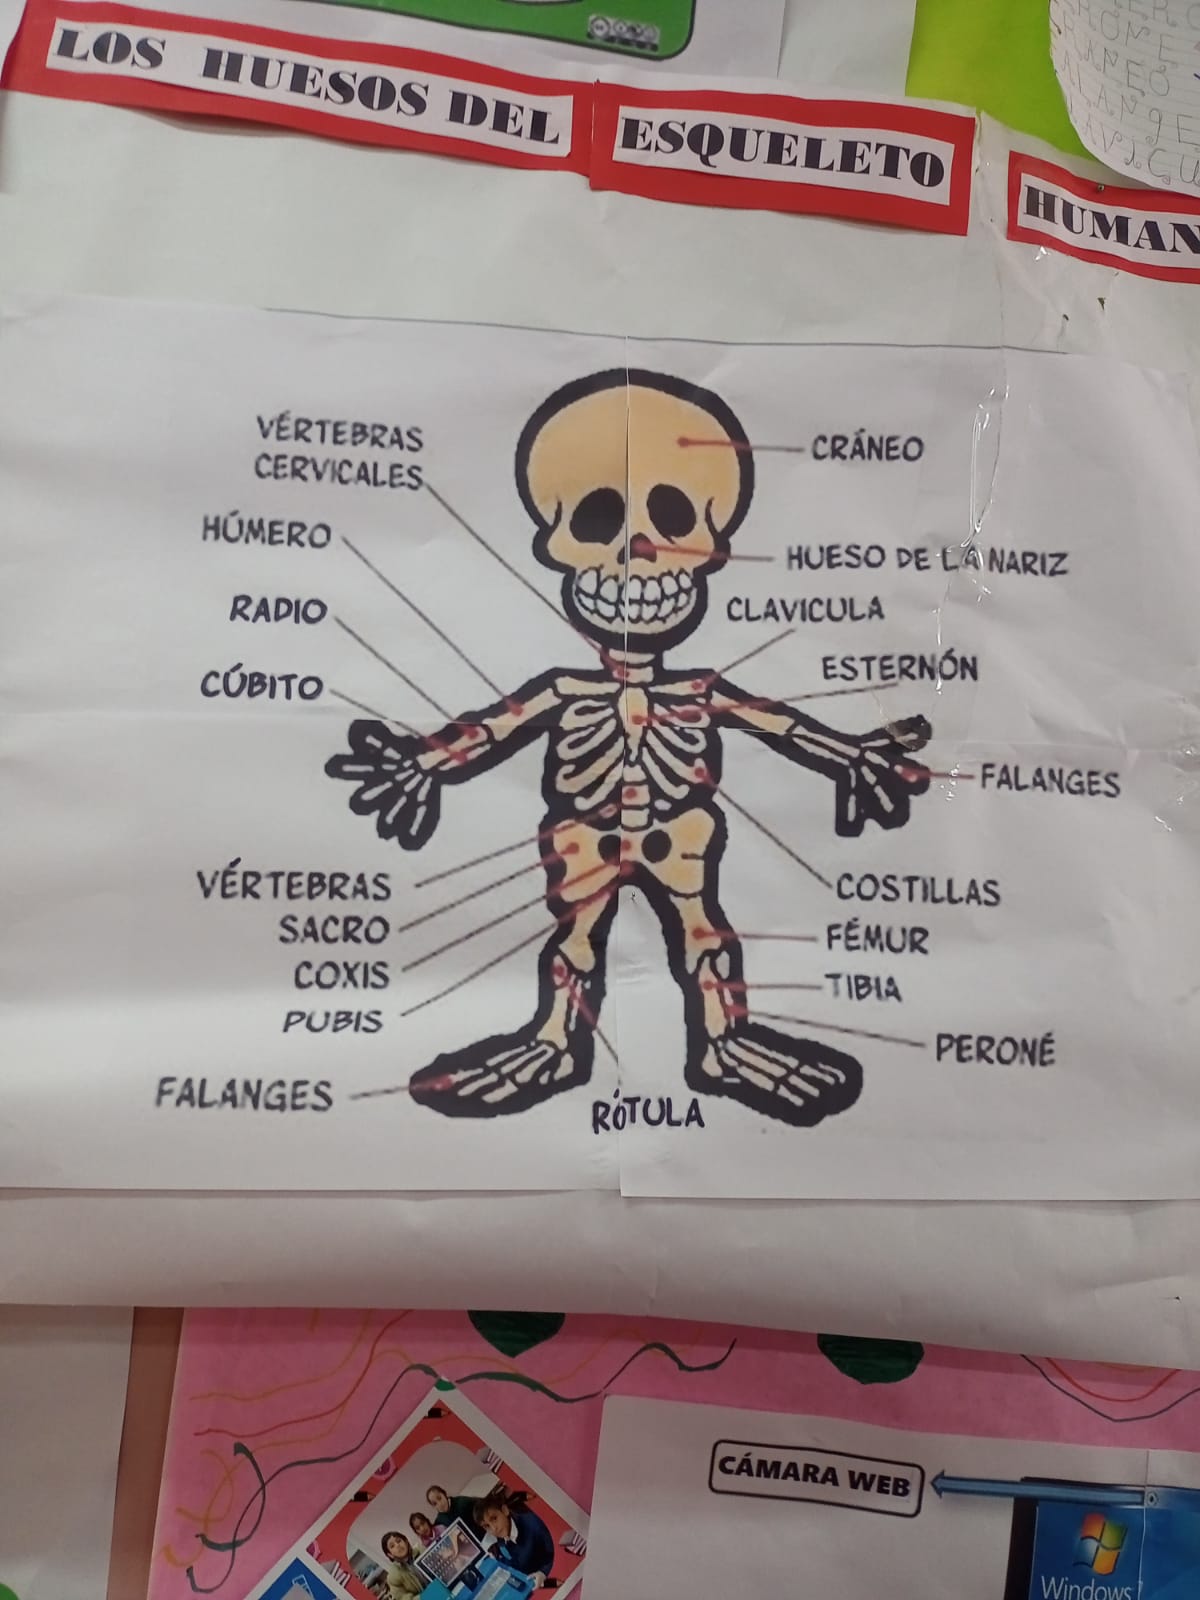 LOS HUESOS DEL ESQUELETO HUMAN
VÉRTEBRAS
CERVICALES
CRÁNEO
HÚMERO
HUESO DE LA NARIZ
RADIO
CLAVICULA
ESTERNÓN
CÚBITO
FALANGES
VÉRTEBRAS
COSTILLAS
SACRO
FÉMUR
COXIS
TIBIA
PUBIS
PERONÉ
FALANGES
RÓTULA
CÁMARA WEB
Windows 7